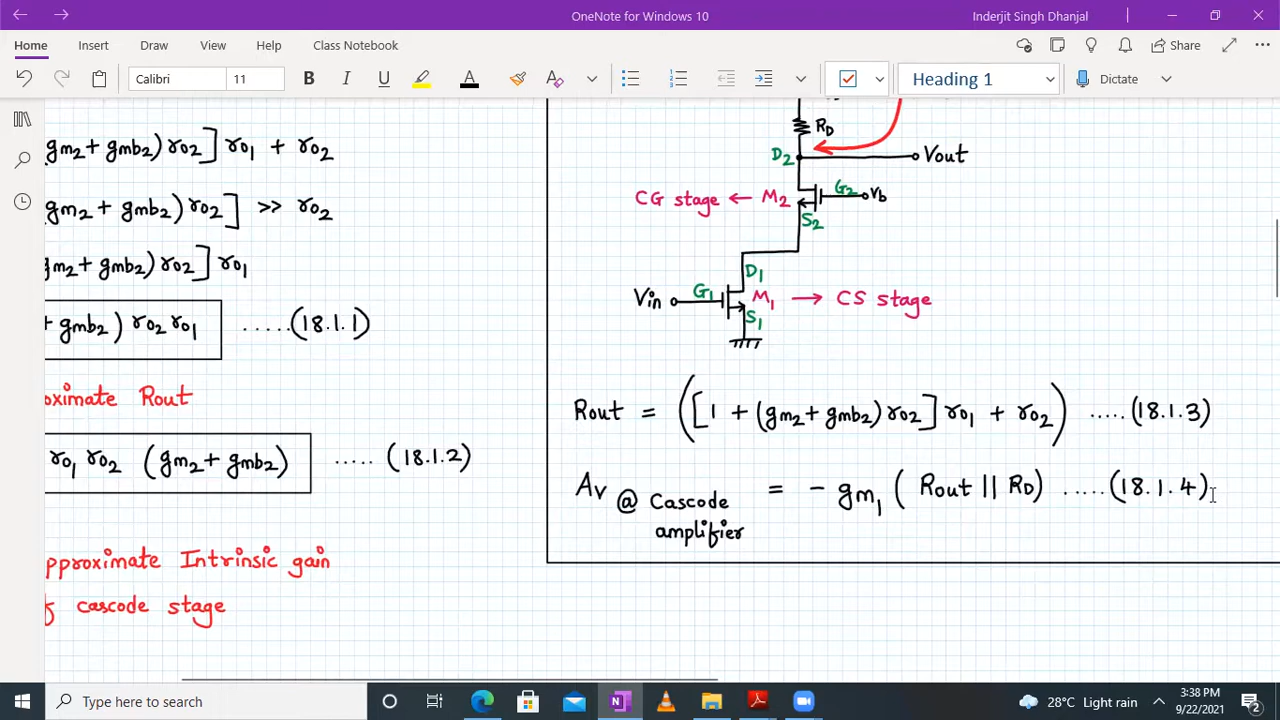 OneNote for Windows 10
Inderjit Singh Dhanjal
Home Insert Draw View Help Class Notebook Share
Calibri 11 B I U A Heading 1 Dictate
gm2 + gmb2) ro2] ro1 + ro2
gm2 + gmb2) ro2] >> ro2
m2 + gmb2) ro2] ro1
+ gmb2) ro2 ro1 .....(18.1.1)
oximate Rout
ro1 ro2 (gm2 + gmb2) ..... (18.1.2)
pproximate Intrinsic gain
cascode stage
RD
D2 Vout
CG stage ← M2 G2 Vb
S2
D1
Vin G1 M1 → CS stage
S1
Rout = ([1 + (gm2 + gmb2) ro2] ro1 + ro2) .....(18.1.3)
Av @ Cascode amplifier = - gm1 ( Rout || RD) .....(18.1.4)
Type here to search
28°C Light rain
3:38 PM
9/22/2021
2